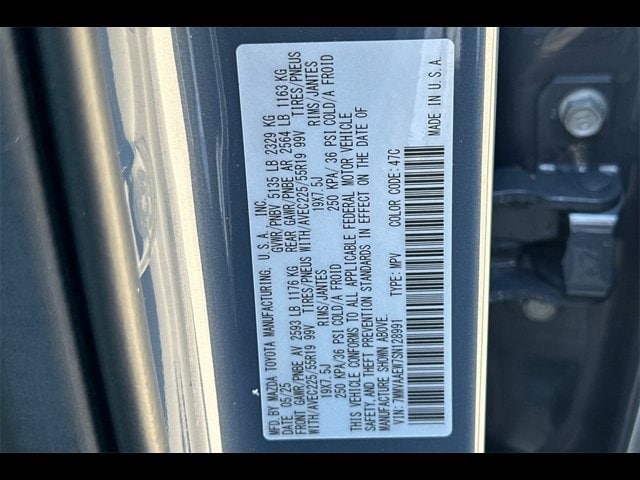 MFD. BY MAZDA TOYOTA MANUFACTURING, U.S.A., INC.
DATE: 05/25 GVWR/PNBV 5135 LB 2329 KG
FRONT GAWR/PNBE AV 2593 LB 1176 KG REAR GAWR/PNBE AR 2564 LB 1163 KG
WITH/AVEC225/55R19 99V TIRES/PNEUS WITH/AVEC225/55R19 99V TIRES/PNEUS
19X7.5J RIMS/JANTES 19X7.5J RIMS/JANTES
250 KPA/36 PSI COLD/A FROID 250 KPA/ 36 PSI COLD/A FROID
THIS VEHICLE CONFORMS TO ALL APPLICABLE FEDERAL MOTOR VEHICLE
SAFETY, AND THEFT PREVENTION STANDARDS IN EFFECT ON THE DATE OF
MANUFACTURE SHOWN ABOVE.
VIN: 7MMVAAEW7SN128991 TYPE: MPV COLOR CODE: 47C
MADE IN U.S.A.